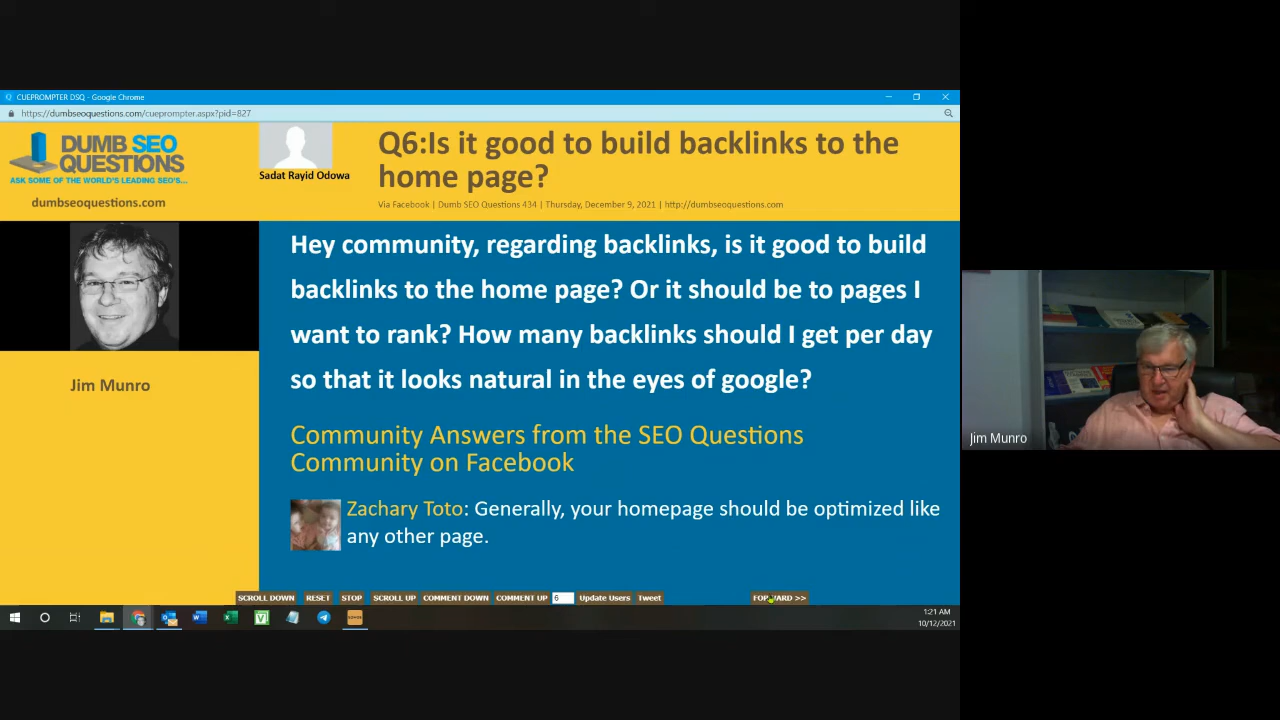 CUEPROMPTER DSQ - Google Chrome
https://dumbseoquestions.com/cueprompter.aspx?pid=827
DUMB SEO
QUESTIONS
ASK SOME OF THE WORLD'S LEADING SEO'S...
dumbseoquestions.com
Sadat Rayid Odowa
Q6:Is it good to build backlinks to the
home page?
Via Facebook | Dumb SEO Questions 434 | Thursday, December 9, 2021 | http://dumbseoquestions.com
Jim Munro
Hey community, regarding backlinks, is it good to build
backlinks to the home page? Or it should be to pages I
want to rank? How many backlinks should I get per day
so that it looks natural in the eyes of google?
Community Answers from the SEO Questions
Community on Facebook
Zachary Toto: Generally, your homepage should be optimized like
any other page.
SCROLL DOWN RESET STOP SCROLL UP COMMENT DOWN COMMENT UP 6 Update Users Tweet FORWARD >>
1:21 AM
10/12/2021
Jim Munro